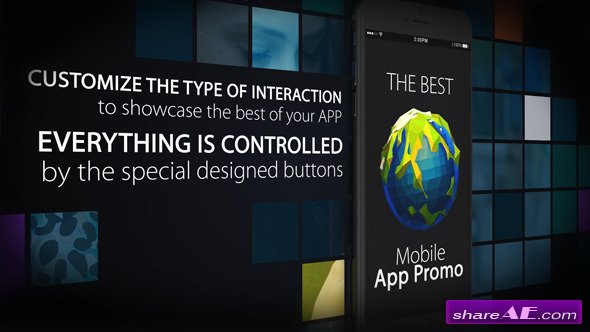 CUSTOMIZE THE TYPE OF INTERACTION
to showcase the best of your APP
EVERYTHING IS CONTROLLED
by the special designed buttons
2:30PM
100%
THE BEST
Mobile
App Promo
shareAE.com